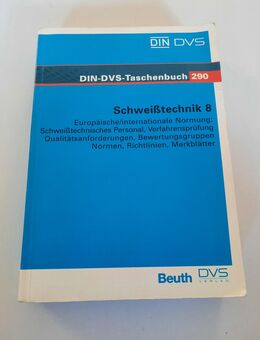 DIN DVS
DIN-DVS-Taschenbuch 290
Schweißtechnik 8
Europäische/internationale Normung:
Schweißtechnisches Personal, Verfahrensprüfung
Qualitätsanforderungen, Bewertungsgruppen
Normen, Richtlinien, Merkblätter
Beuth DVS
VERLAG